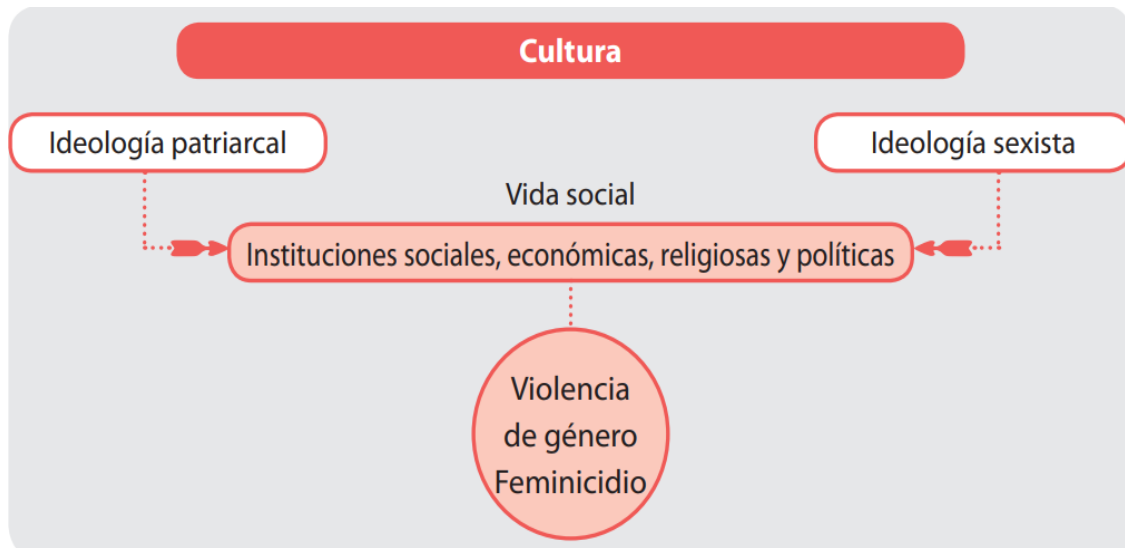 Cultura
Ideología patriarcal
Ideología sexista
Vida social
Instituciones sociales, económicas, religiosas y políticas
Violencia
de género
Feminicidio